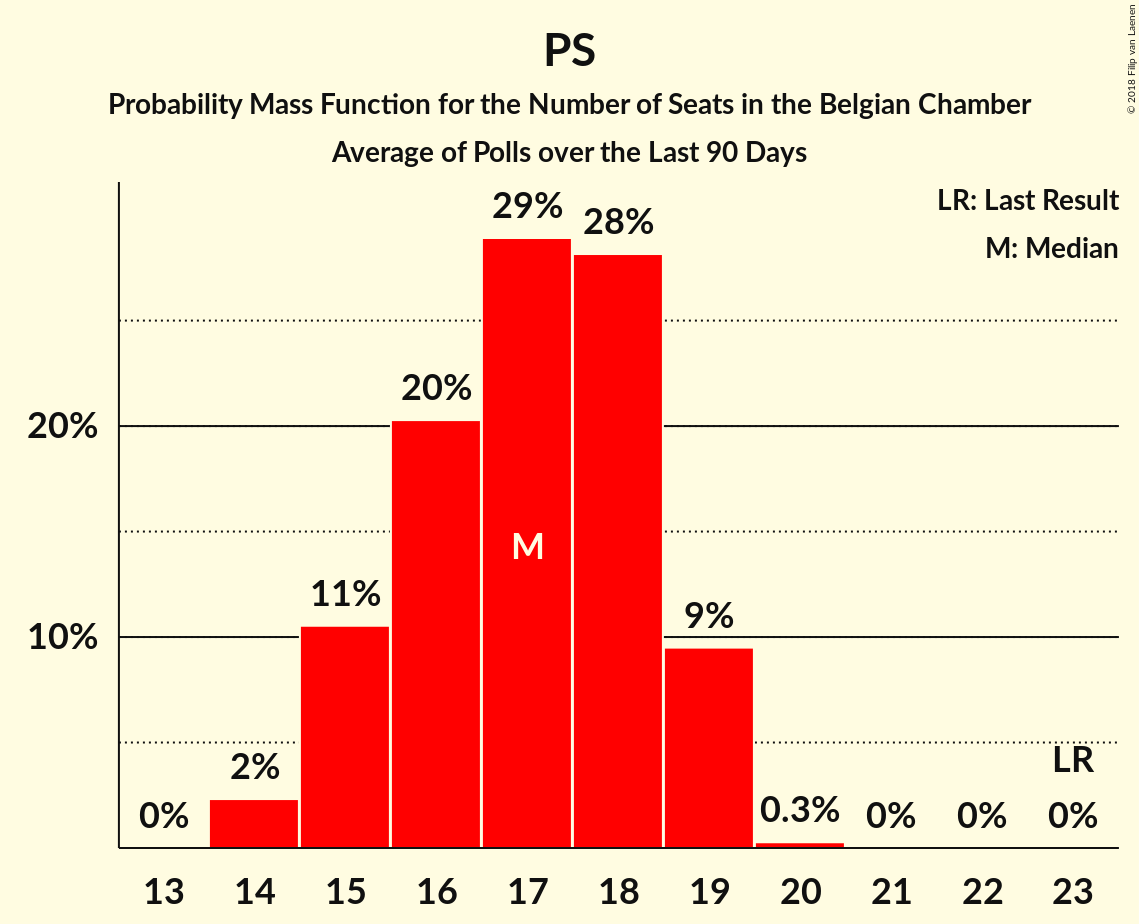 PS
Probability Mass Function for the Number of Seats in the Belgian Chamber
Average of Polls over the Last 90 Days
© 2018 Filip van Laenen
LR: Last Result
M: Median
29%
28%
20%
20%
M
11%
9%
10%
2%
LR
0%
0.3%
0%
0%
0%
13 14 15 16 17 18 19 20 21 22 23